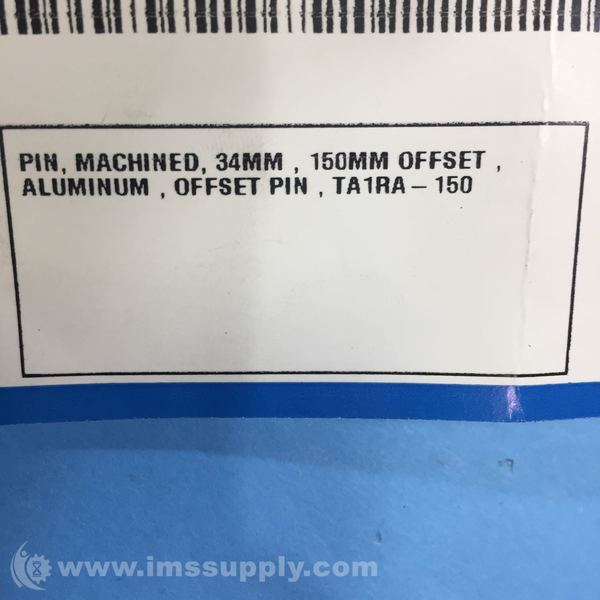 PIN, MACHINED, 34MM , 150MM OFFSET ,
ALUMINUM , OFFSET PIN , TA1RA – 150
www.imssupply.com